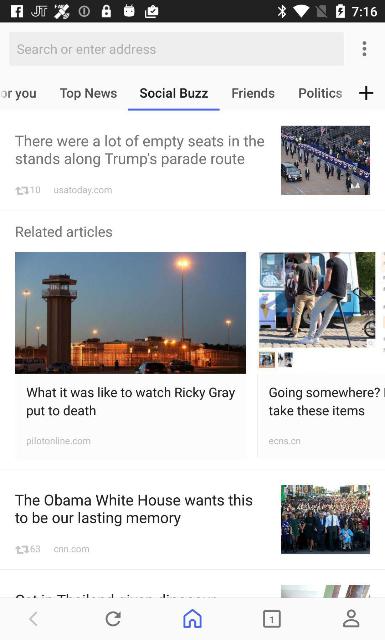 7:16
Search or enter address
or you Top News Social Buzz Friends Politics
There were a lot of empty seats in the
stands along Trump's parade route
10 usatoday.com
Related articles
What it was like to watch Ricky Gray
put to death
pilotonline.com
Going somewhere?
take these items
ecns.cn
The Obama White House wants this
to be our lasting memory
63 cnn.com
1